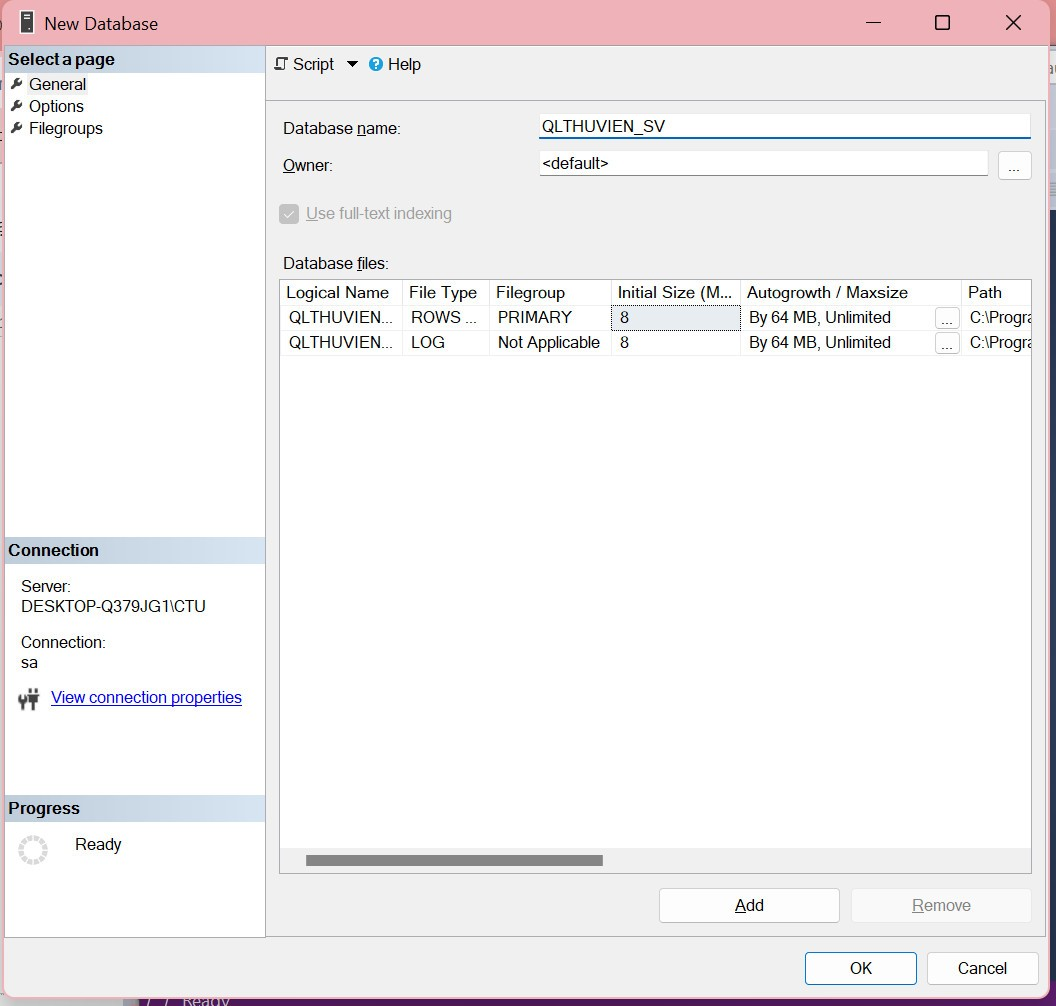 New Database
Select a page
General
Options
Filegroups
Script Help
Database name: QLTHUVIEN_SV
Owner: <default> ...
Use full-text indexing
Database files:
Logical Name File Type Filegroup Initial Size (M... Autogrowth / Maxsize Path
QLTHUVIEN... ROWS ... PRIMARY 8 By 64 MB, Unlimited ... C:\Progra
QLTHUVIEN... LOG Not Applicable 8 By 64 MB, Unlimited ... C:\Progra
Connection
Server:
DESKTOP-Q379JG1\CTU
Connection:
sa
View connection properties
Progress
Ready
Add Remove
OK Cancel
Ready